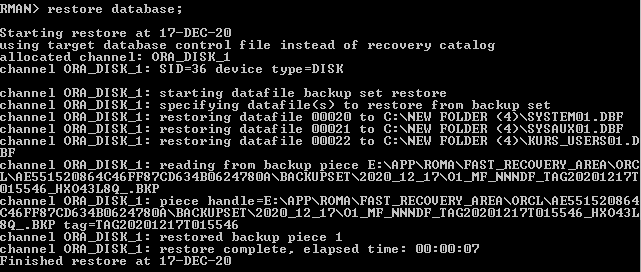 RMAN> restore database;
Starting restore at 17-DEC-20
using target database control file instead of recovery catalog
allocated channel: ORA_DISK_1
channel ORA_DISK_1: SID=36 device type=DISK
channel ORA_DISK_1: starting datafile backup set restore
channel ORA_DISK_1: specifying datafile(s) to restore from backup set
channel ORA_DISK_1: restoring datafile 00020 to C:\NEW FOLDER (4)\SYSTEM01.DBF
channel ORA_DISK_1: restoring datafile 00021 to C:\NEW FOLDER (4)\SYSAUX01.DBF
channel ORA_DISK_1: restoring datafile 00022 to C:\NEW FOLDER (4)\KURS_USERS01.D
BF
channel ORA_DISK_1: reading from backup piece E:\APP\ROMA\FAST_RECOVERY_AREA\ORC
L\AE551520864C46FF87CD634B0624780A\BACKUPSET\2020_12_17\O1_MF_NNNDF_TAG20201217T
015546_HXO43L8Q_.BKP
channel ORA_DISK_1: piece handle=E:\APP\ROMA\FAST_RECOVERY_AREA\ORCL\AE551520864
C46FF87CD634B0624780A\BACKUPSET\2020_12_17\O1_MF_NNNDF_TAG20201217T015546_HXO43L
8Q_.BKP tag=TAG20201217T015546
channel ORA_DISK_1: restored backup piece 1
channel ORA_DISK_1: restore complete, elapsed time: 00:00:07
Finished restore at 17-DEC-20